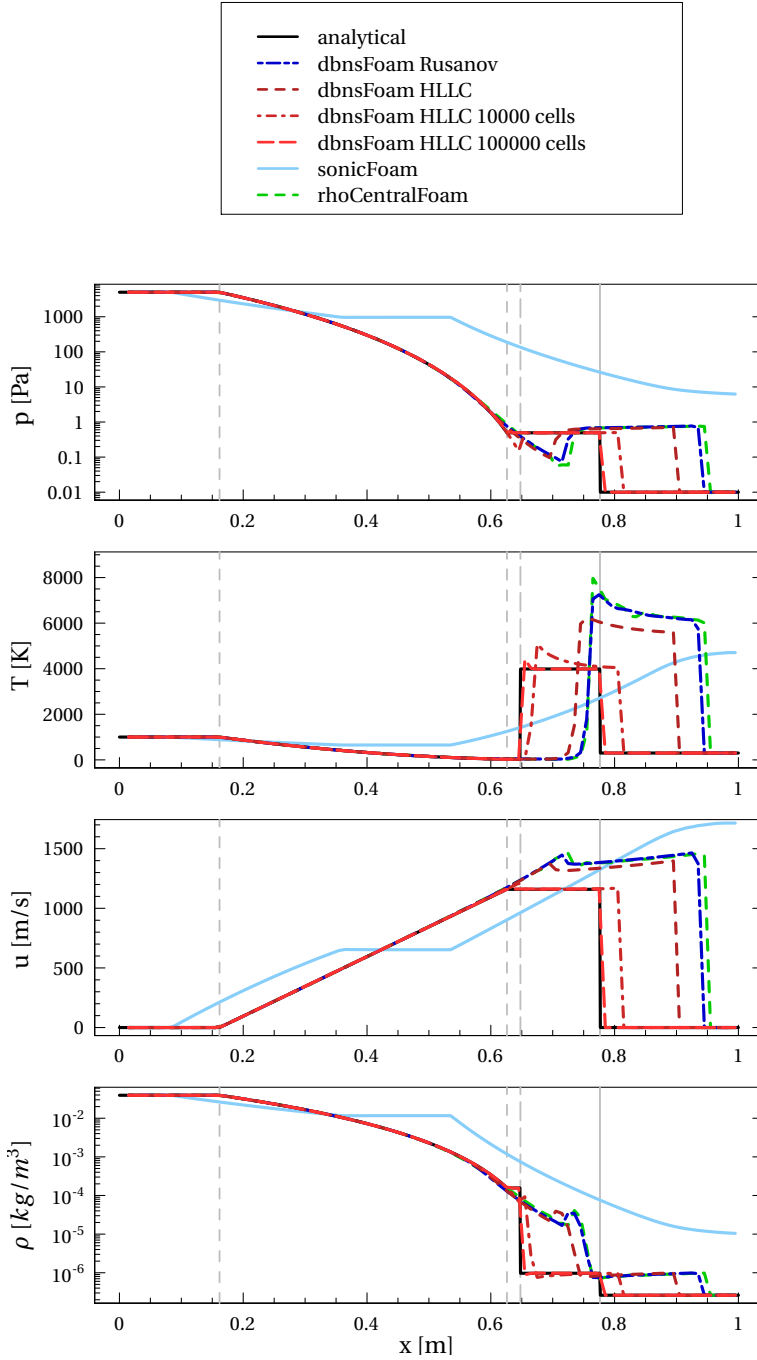 analytical
dbnsFoam Rusanov
dbnsFoam HLLC
dbnsFoam HLLC 10000 cells
dbnsFoam HLLC 100000 cells
sonicFoam
rhoCentralFoam
p [Pa]
1000
100
10
1
0.1
0.01
0 0.2 0.4 0.6 0.8 1
T [K]
8000
6000
4000
2000
0
0 0.2 0.4 0.6 0.8 1
u [m/s]
1500
1000
500
0
0 0.2 0.4 0.6 0.8 1
ρ [kg/m³]
10⁻²
10⁻³
10⁻⁴
10⁻⁵
10⁻⁶
0 0.2 0.4 0.6 0.8 1
x [m]